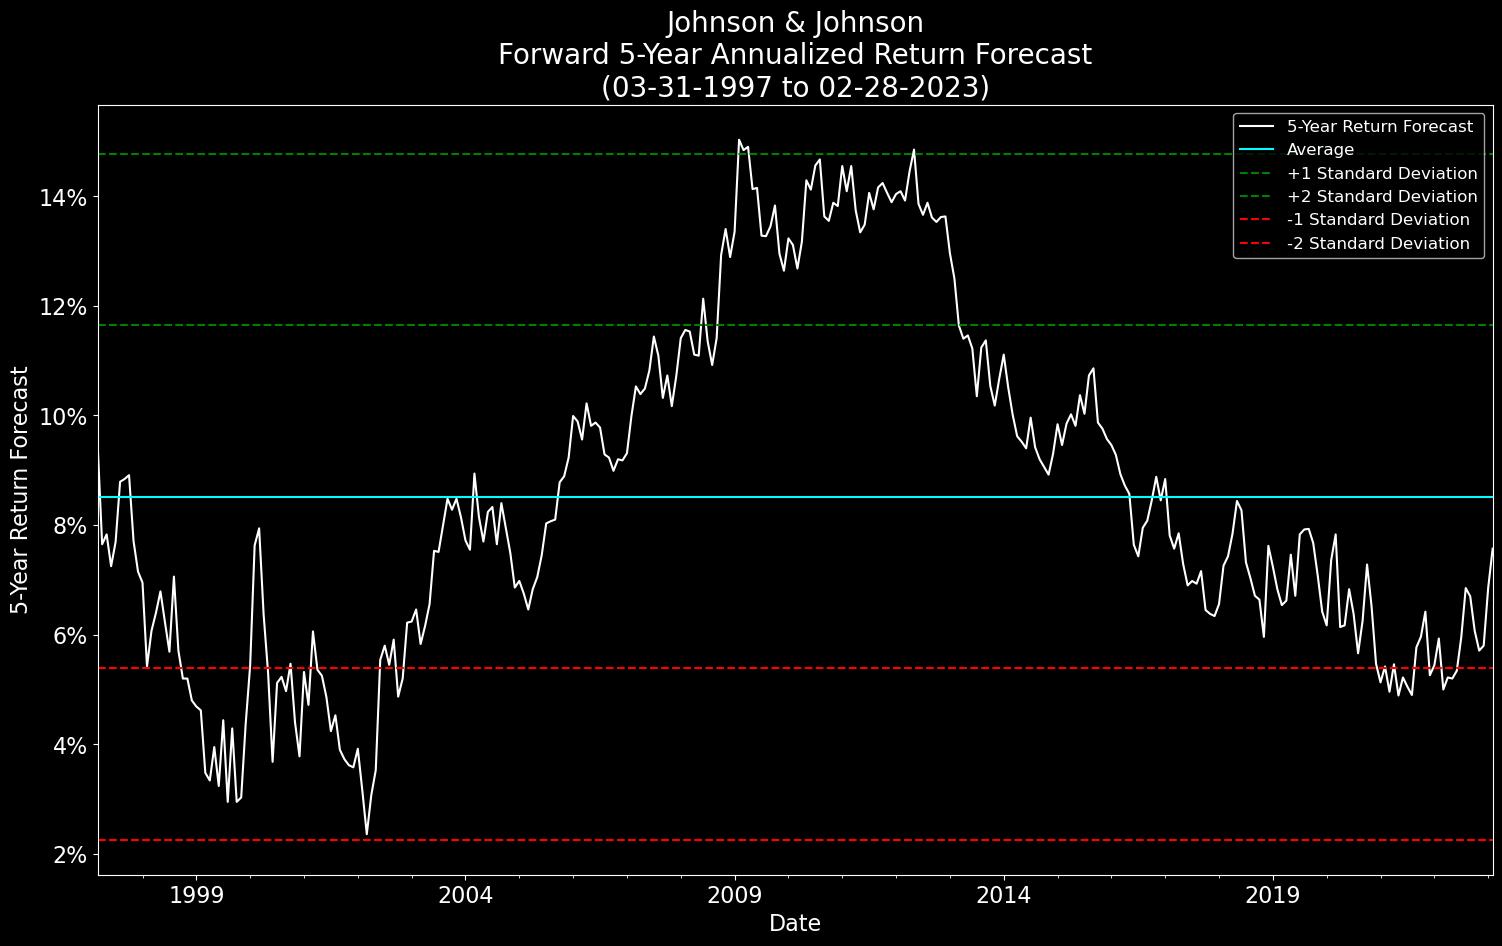 Johnson & Johnson
Forward 5-Year Annualized Return Forecast
(03-31-1997 to 02-28-2023)
5-Year Return Forecast
Average
+1 Standard Deviation
+2 Standard Deviation
-1 Standard Deviation
-2 Standard Deviation
5-Year Return Forecast
14%
12%
10%
8%
6%
4%
2%
1999
2004
2009
2014
2019
Date